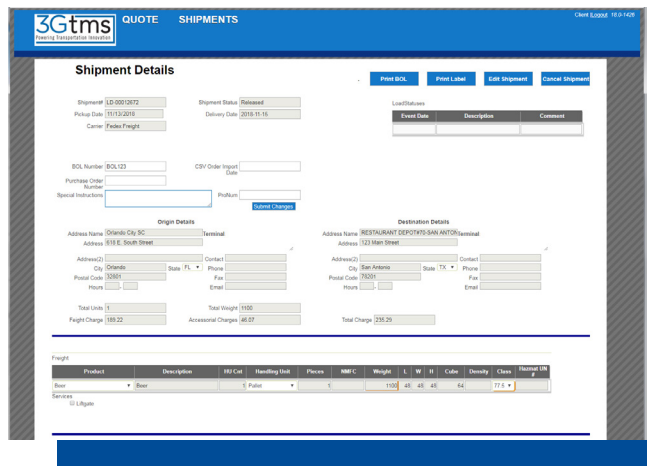 3Gtms
Powering Transportation Innovation
QUOTE SHIPMENTS
Client |Logout 18.0-1428
Shipment Details
Print BOL Print Label Edit Shipment Cancel Shipment
Shipment# LD-00012672 Shipment Status Released
Pickup Date 11/13/2018 Delivery Date 2018-11-15
Carrier Fedex Freight
LoadStatuses
Event Date Description Comment
BOL Number BOL123 CSV Order Import Date
Purchase Order Number
Special Instructions ProNum
Submit Changes
Origin Details Destination Details
Address Name Orlando City SC Terminal Address Name RESTAURANT DEPOT#70-SAN ANTON Terminal
Address 618 E. South Street Address 123 Main Street
Address(2) Contact Address(2) Contact
City Orlando State FL Phone City San Antonio State TX Phone
Postal Code 32801 Fax Postal Code 75201 Fax
Hours - Email Hours - Email
Total Units 1 Total Weight 1100
Feight Charge 189.22 Accessorial Charges 46.07 Total Charge 235.29
Freight
Product Description HU Cnt Handling Unit Pieces NMFC Weight L W H Cube Density Class Hazmat UN #
Beer Beer 1 Pallet 1 1100 48 48 48 64 77.5
Services
Liftgate